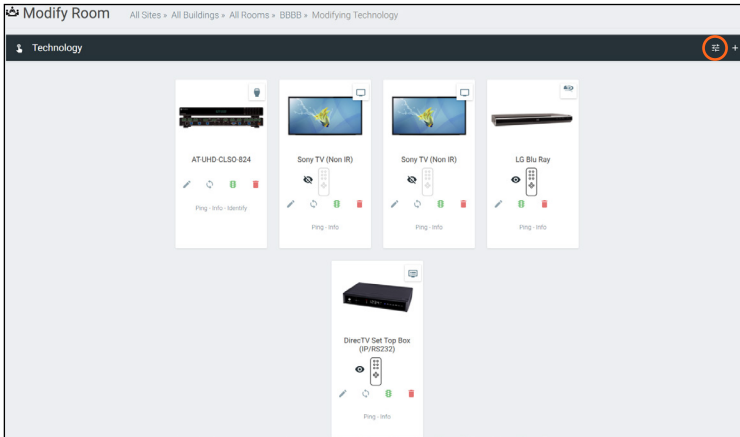 Modify Room
All Sites » All Buildings » All Rooms » BBBB » Modifying Technology
Technology
+
AT-UHD-CLSO-824
Ping - Info - Identify
Sony TV (Non IR)
Ping - Info
Sony TV (Non IR)
Ping - Info
LG Blu Ray
Ping - Info
DirecTV Set Top Box
(IP/RS232)
Ping - Info